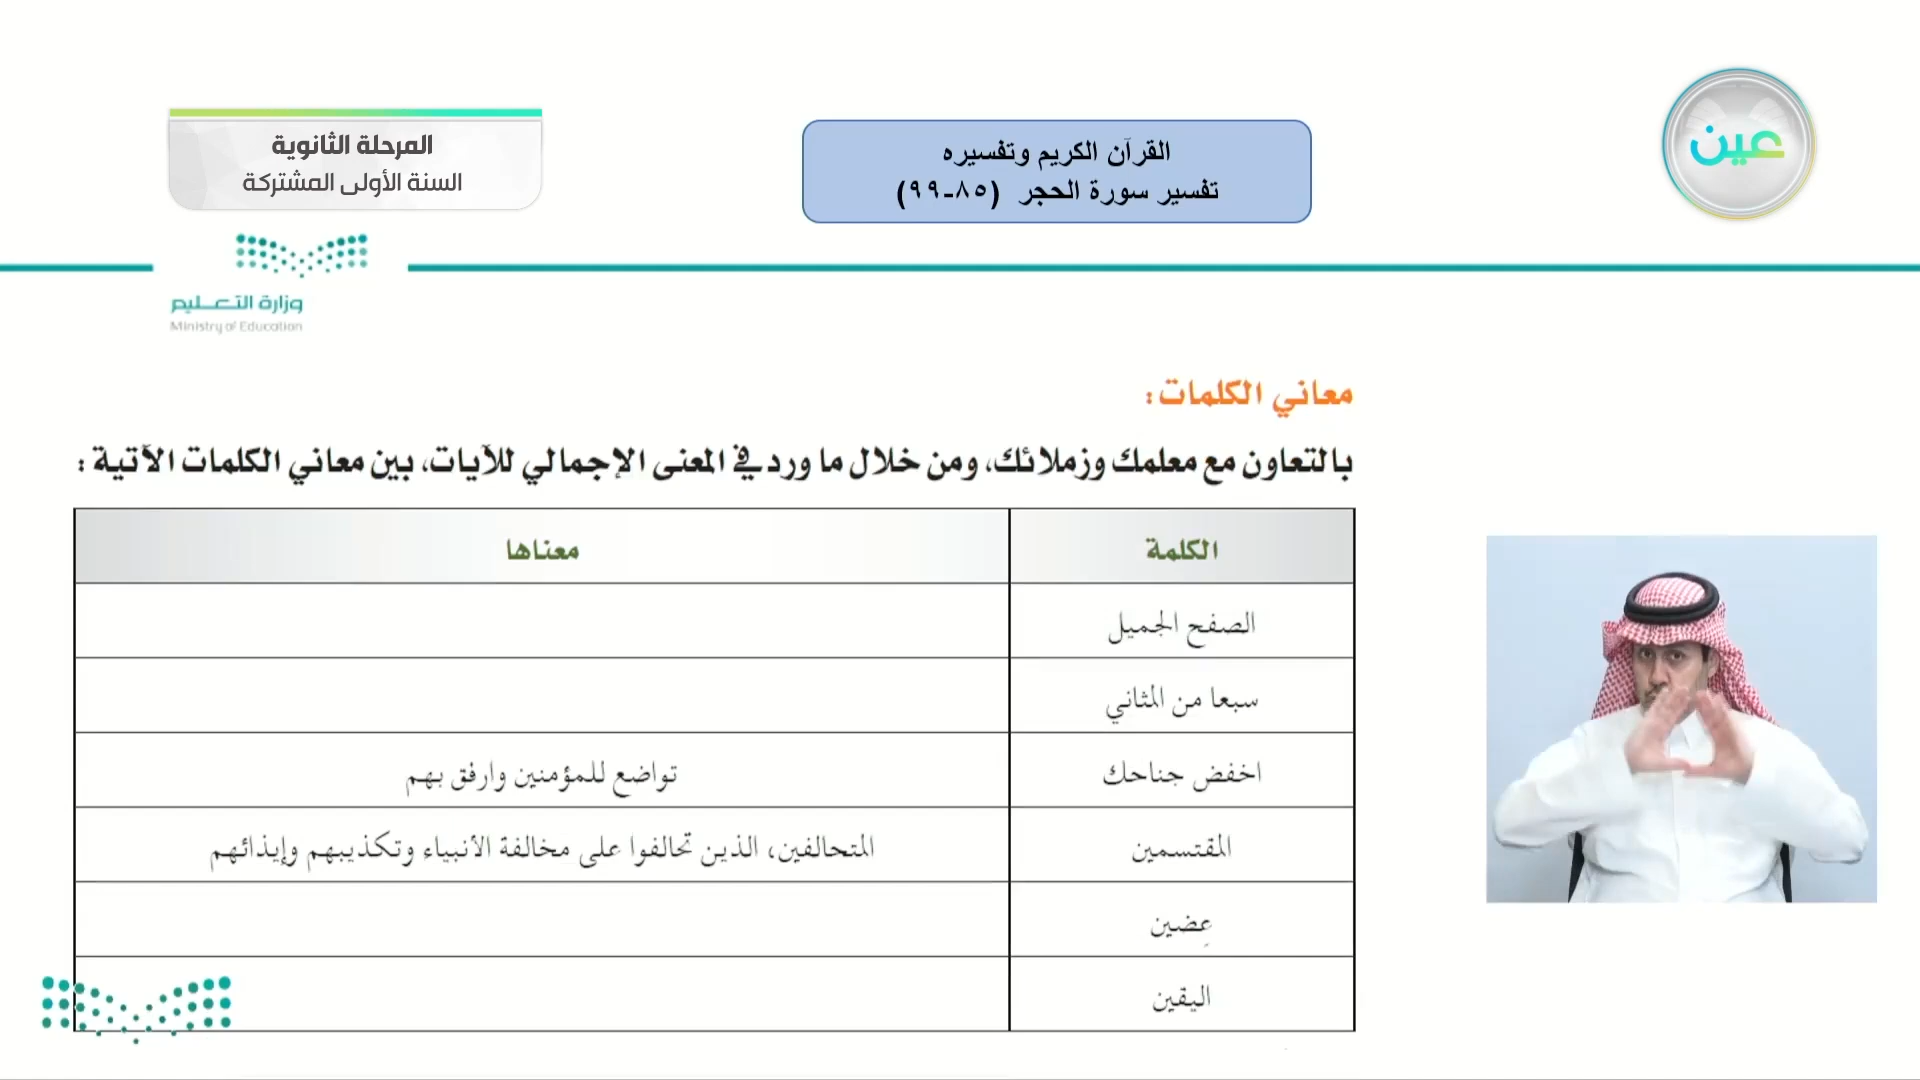 عين
القرآن الكريم وتفسيره
تفسير سورة الحجر (٨٥-٩٩)
المرحلة الثانوية
السنة الأولى المشتركة
وزارة التعليم
Ministry of Education
معاني الكلمات :
بالتعاون مع معلمك وزملائك، ومن خلال ما ورد في المعنى الإجمالي للآيات، بين معاني الكلمات الآتية :
الكلمة معناها
الصفح الجميل
سبعا من المثاني
اخفض جناحك تواضع للمؤمنين وارفق بهم
المقتسمين المتحالفين، الذين تحالفوا على مخالفة الأنبياء وتكذيبهم وإيذائهم
عِضين
اليقين